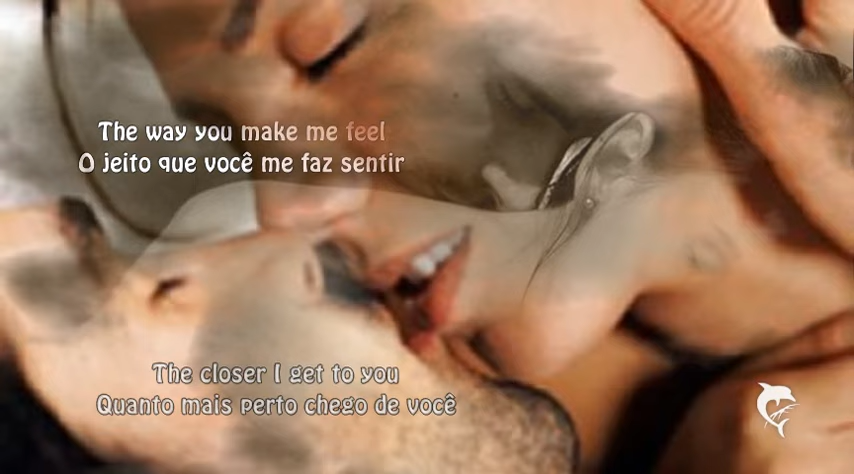 The way you make me feel
O jeito que você me faz sentir
The closer I get to you
Quanto mais perto chego de você